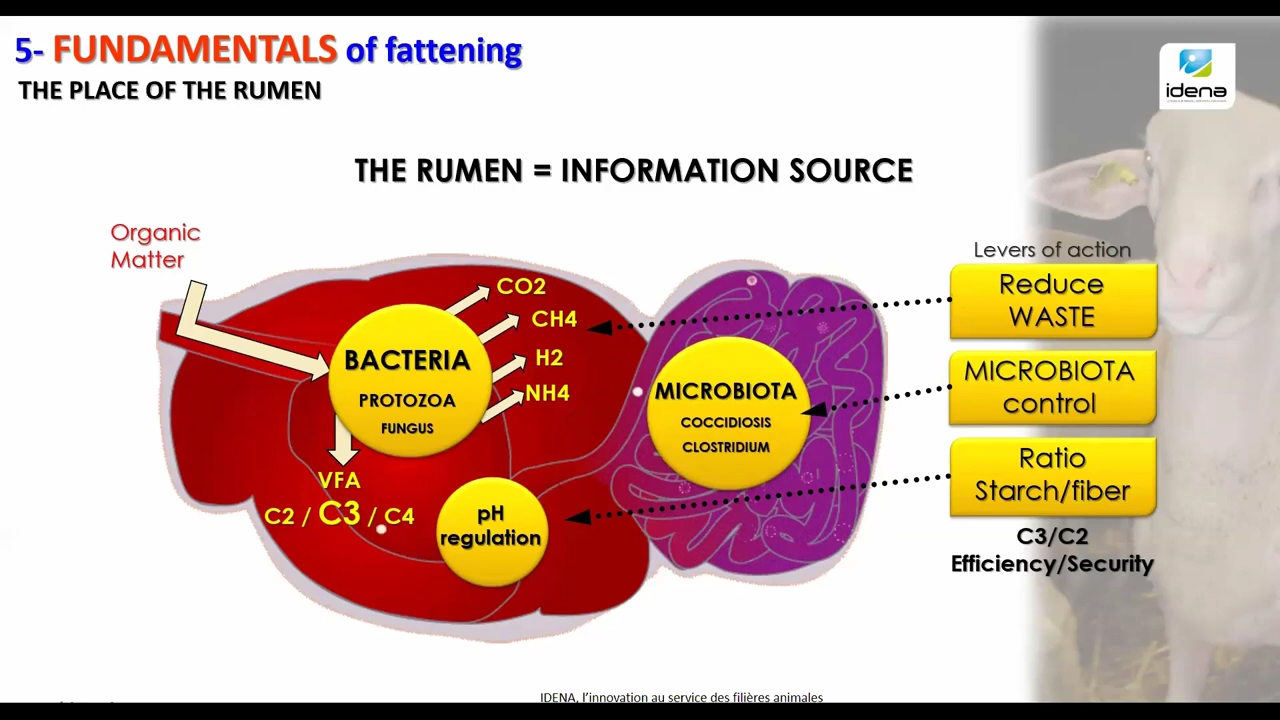 5- FUNDAMENTALS of fattening
THE PLACE OF THE RUMEN
idena
THE RUMEN = INFORMATION SOURCE
Organic
Matter
CO2
CH4
H2
NH4
BACTERIA
PROTOZOA
FUNGUS
VFA
C2 / C3 / C4
pH
regulation
MICROBIOTA
COCCIDIOSIS
CLOSTRIDIUM
Levers of action
Reduce
WASTE
MICROBIOTA
control
Ratio
Starch/fiber
C3/C2
Efficiency/Security
IDENA, l'innovation au service des filières animales